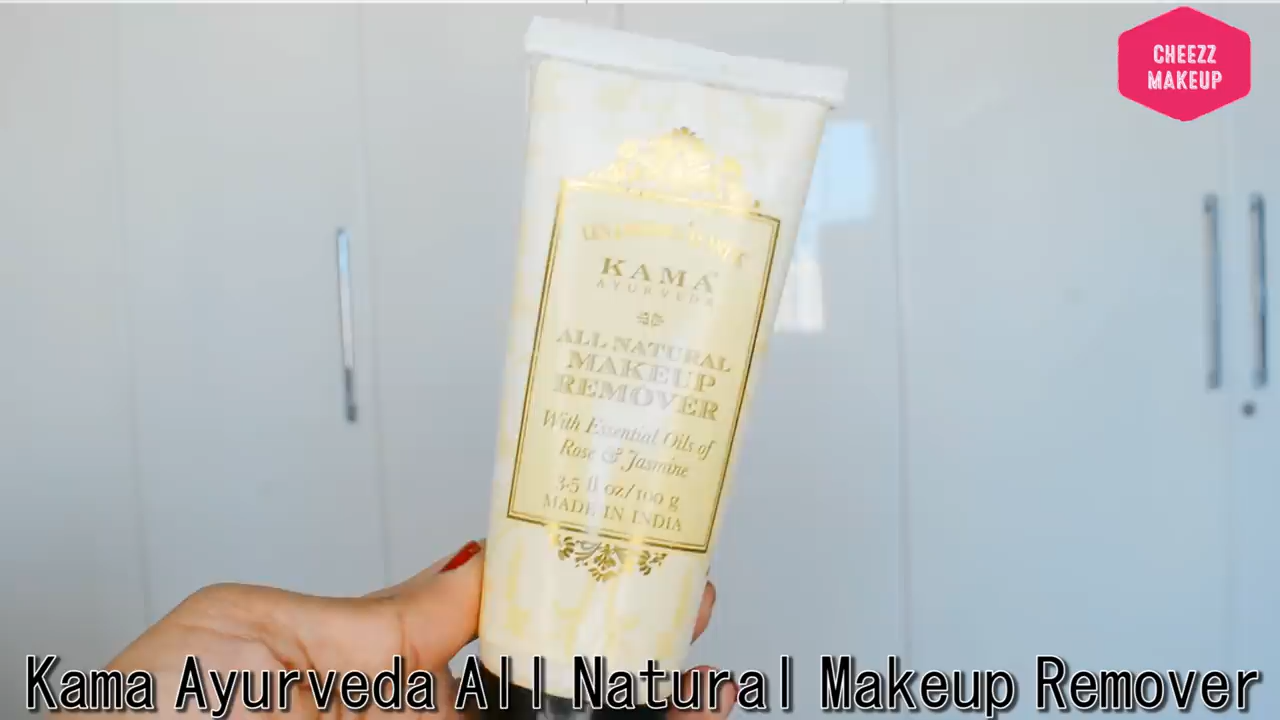 CHEEZZ
MAKEUP
KAMA
AYURVEDA
ALL NATURAL
MAKEUP
REMOVER
With Essential Oils of
Rose & Jasmine
3.5 fl oz/100 g
MADE IN INDIA
Kama Ayurveda All Natural Makeup Remover